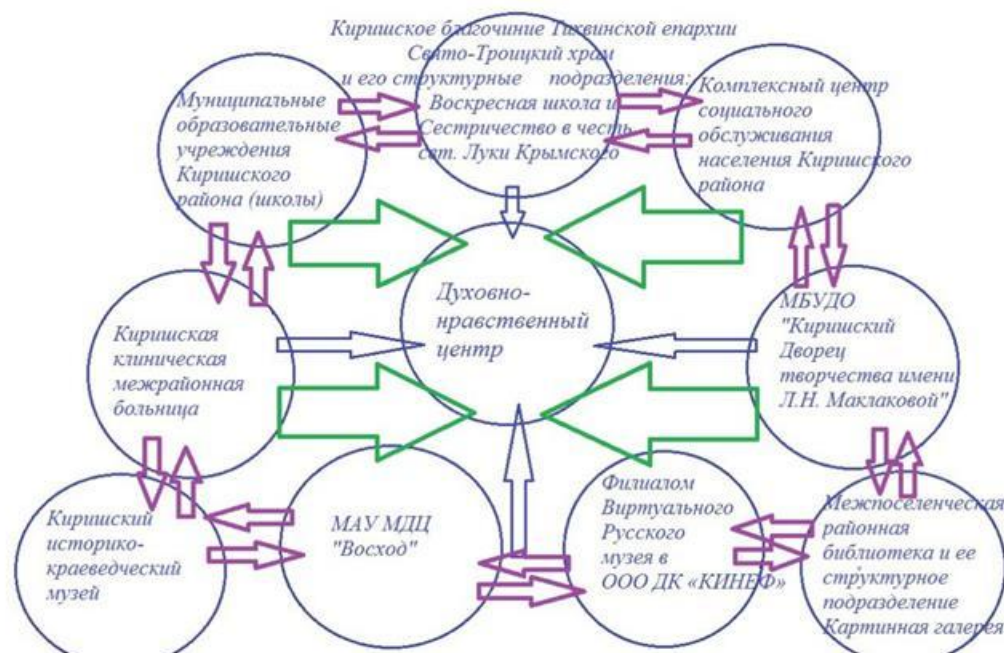 Киришское благочиние Тихвинской епархии
Свято-Троицкий храм
и его структурные подразделения:
Воскресная школа и
Сестричество в честь
свт. Луки Крымского
Муниципальные
образовательные
учреждения
Киришского
района (школы)
Комплексный центр
социального
обслуживания
населения Киришского
района
Духовно-
нравственный
центр
Киришская
клиническая
межрайонная
больница
МБУДО
"Киришский
Дворец
творчества имени
Л.Н. Маклаковой"
Киришский
историко-
краеведческий
музей
МАУ МДЦ
"Восход"
Филиалом
Виртуального
Русского
музея в
ООО ДК «КИНЕФ»
Межпоселенческая
районная
библиотека и ее
структурное
подразделение
Картинная галерея